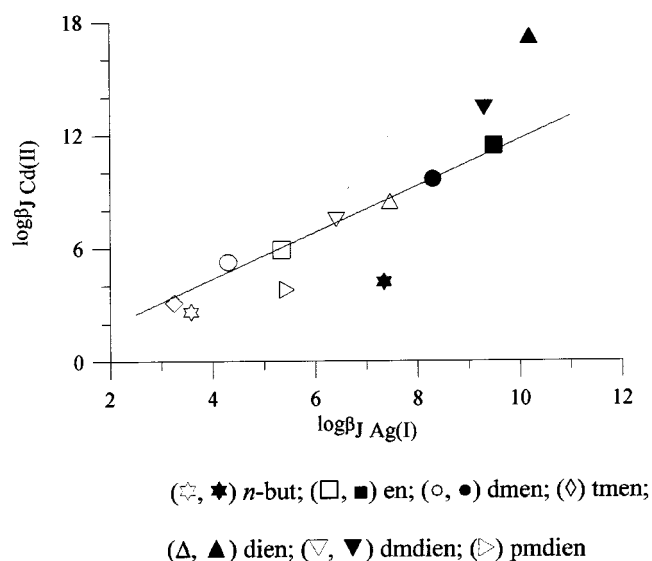 18
12
6
0
logβJ Cd(II)
2 4 6 8 10 12
logβJ Ag(I)
(☆, ★) n-but; (□, ■) en; (○, ●) dmen; (◇) tmen;
(Δ, ▲) dien; (▽, ▼) dmdien; (▷) pmdien